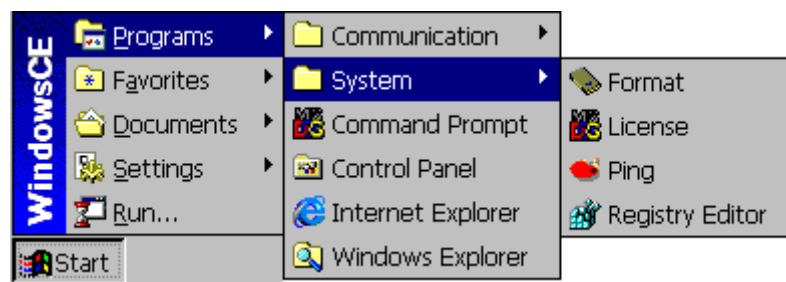 WindowsCE
Programs
Favorites
Documents
Settings
Run...
Start
Communication
System
Command Prompt
Control Panel
Internet Explorer
Windows Explorer
Format
License
Ping
Registry Editor